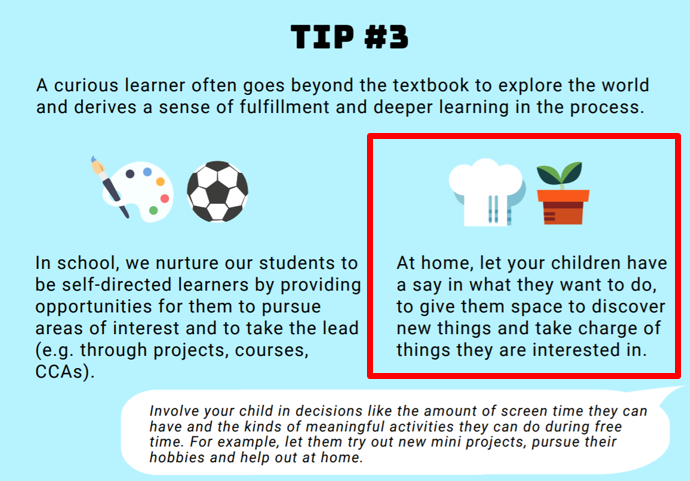 TIP #3
A curious learner often goes beyond the textbook to explore the world
and derives a sense of fulfillment and deeper learning in the process.
In school, we nurture our students to
be self-directed learners by providing
opportunities for them to pursue
areas of interest and to take the lead
(e.g. through projects, courses,
CCAs).
At home, let your children have
a say in what they want to do,
to give them space to discover
new things and take charge of
things they are interested in.
Involve your child in decisions like the amount of screen time they can
have and the kinds of meaningful activities they can do during free
time. For example, let them try out new mini projects, pursue their
hobbies and help out at home.